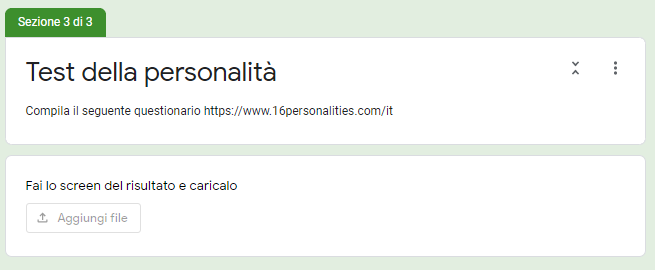 Sezione 3 di 3
Test della personalità
Compila il seguente questionario https://www.16personalities.com/it
Fai lo screen del risultato e caricalo
Aggiungi file